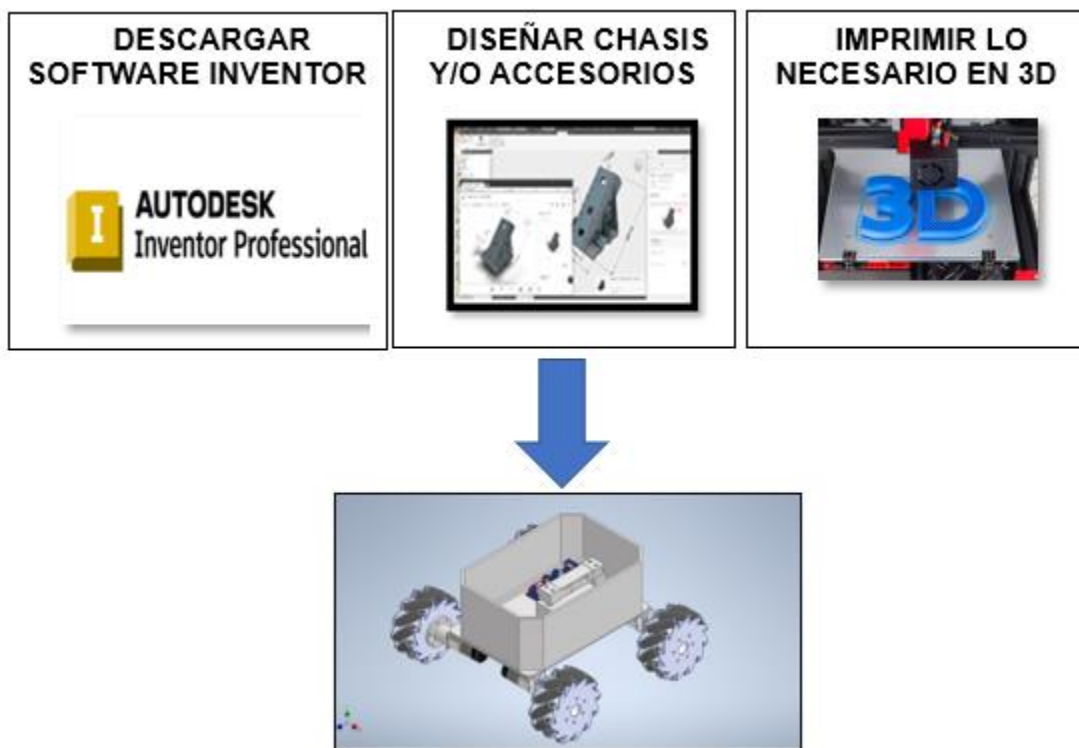 DESCARGAR
SOFTWARE INVENTOR
I
AUTODESK
Inventor Professional
DISEÑAR CHASIS
Y/O ACCESORIOS
IMPRIMIR LO
NECESARIO EN 3D
3D